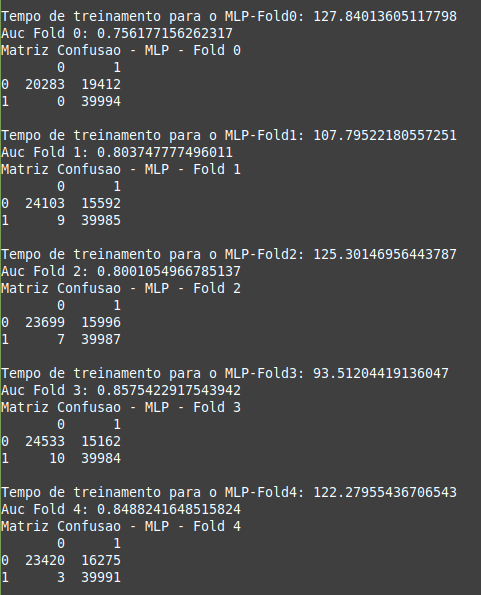 Tempo de treinamento para o MLP-Fold0: 127.84013605117798
Auc Fold 0: 0.756177156262317
Matriz Confusao - MLP - Fold 0
0 1
0 20283 19412
1 0 39994
Tempo de treinamento para o MLP-Fold1: 107.79522180557251
Auc Fold 1: 0.803747777496011
Matriz Confusao - MLP - Fold 1
0 1
0 24103 15592
1 9 39985
Tempo de treinamento para o MLP-Fold2: 125.30146956443787
Auc Fold 2: 0.8001054966785137
Matriz Confusao - MLP - Fold 2
0 1
0 23699 15996
1 7 39987
Tempo de treinamento para o MLP-Fold3: 93.51204419136047
Auc Fold 3: 0.8575422917543942
Matriz Confusao - MLP - Fold 3
0 1
0 24533 15162
1 10 39984
Tempo de treinamento para o MLP-Fold4: 122.27955436706543
Auc Fold 4: 0.8488241648515824
Matriz Confusao - MLP - Fold 4
0 1
0 23420 16275
1 3 39991